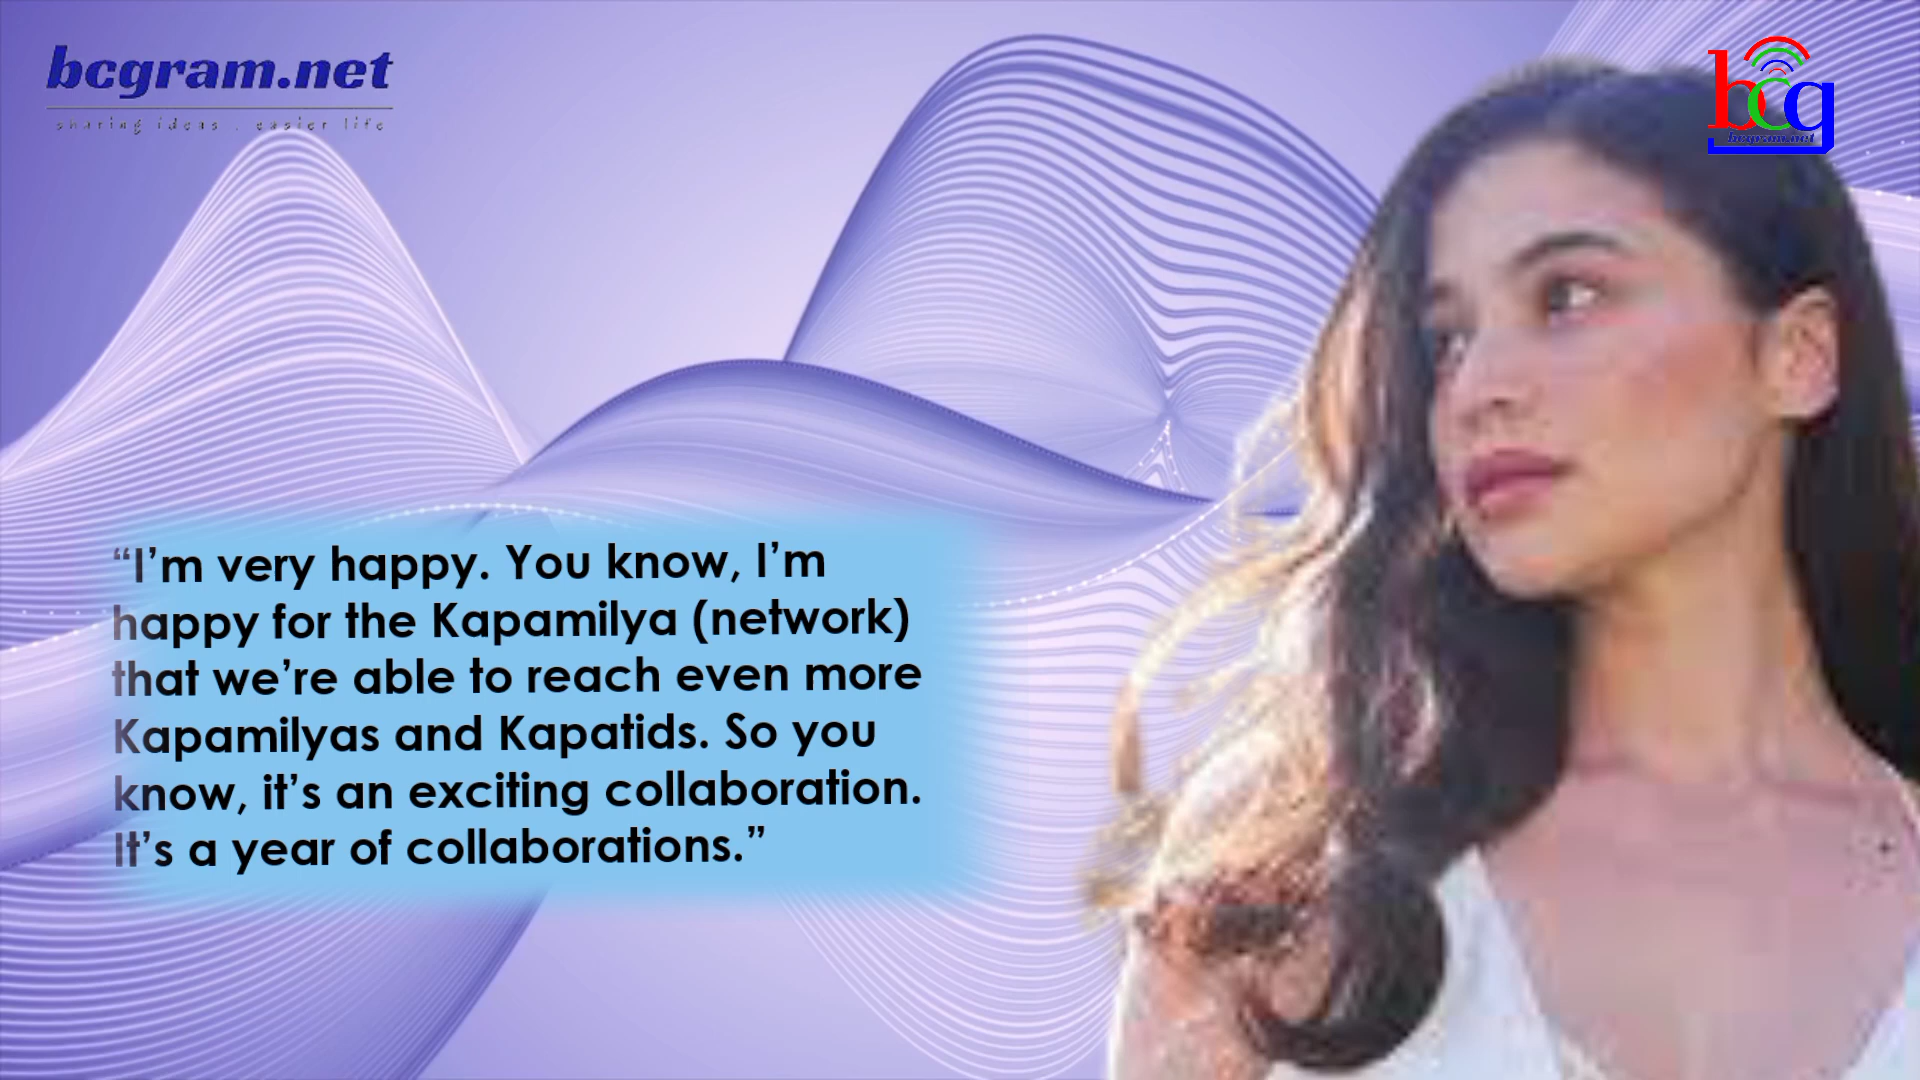 bcgram.net
sharing ideas . easier life
bcg
bcgram.net
“I’m very happy. You know, I’m
happy for the Kapamilya (network)
that we’re able to reach even more
Kapamilyas and Kapatids. So you
know, it’s an exciting collaboration.
It’s a year of collaborations.”